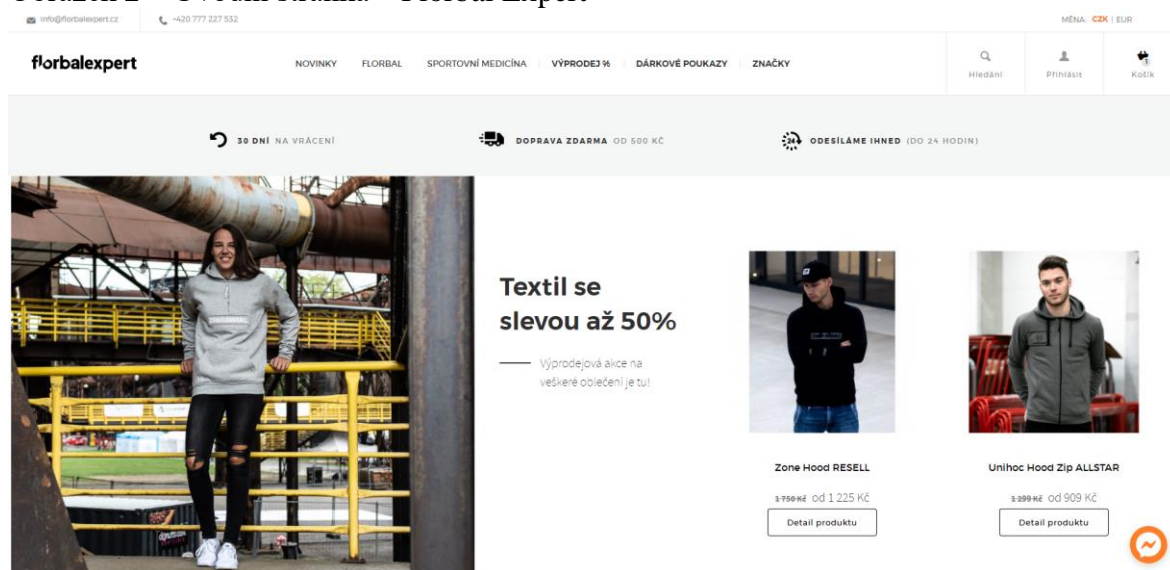 info@florbalexpert.cz +420 777 227 532 MĚNA: CZK | EUR
florbalexpert
NOVINKY FLORBAL SPORTOVNÍ MEDICÍNA VÝPRODEJ % DÁRKOVÉ POUKAZY ZNAČKY
Hledání Přihlásit Košík
30 DNÍ NA VRÁCENÍ DOPRAVA ZDARMA OD 500 KČ ODESÍLÁME IHNED (DO 24 HODIN)
Textil se
slevou až 50%
Výprodejová akce na
veškeré oblečení je tu!
Zone Hood RESELL Unihoc Hood Zip ALLSTAR
1 750 Kč od 1 225 Kč 1 299 Kč od 909 Kč
Detail produktu Detail produktu